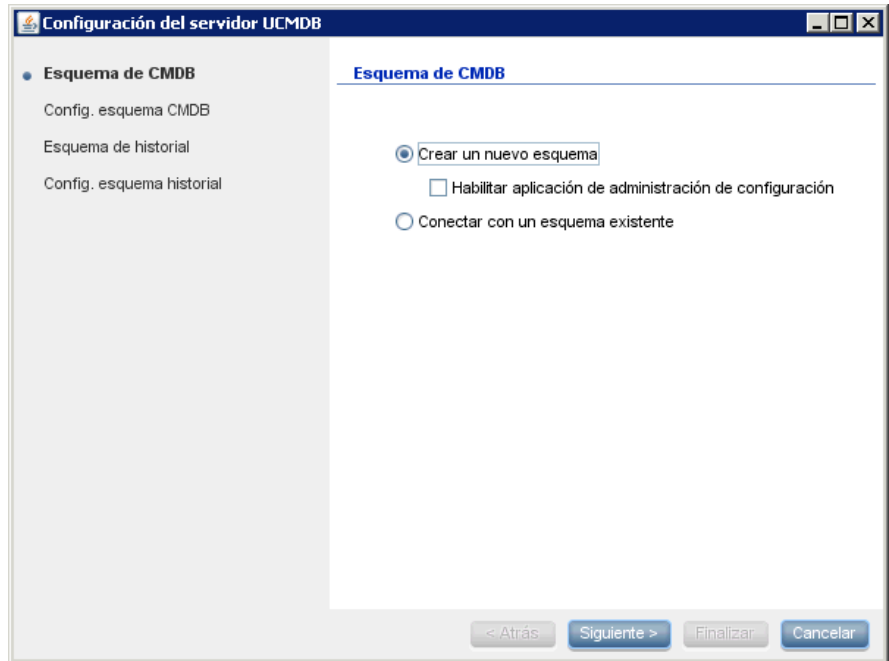 Configuración del servidor UCMDB
Esquema de CMDB
Config. esquema CMDB
Esquema de historial
Config. esquema historial
Esquema de CMDB
Crear un nuevo esquema
Habilitar aplicación de administración de configuración
Conectar con un esquema existente
< Atrás
Siguiente >
Finalizar
Cancelar